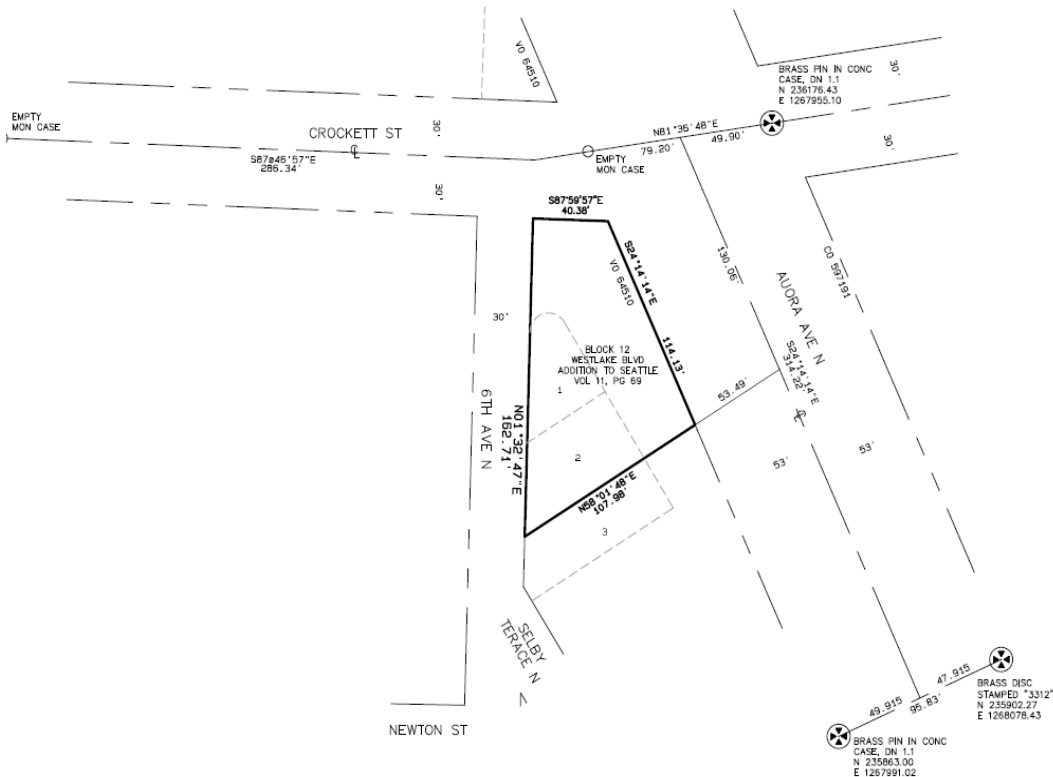 VO 64510
30'
BRASS PIN IN CONC
CASE, DN 1.1
N 236176.43
E 1267955.10
EMPTY
MON CASE
CROCKETT ST
30'
N81°36'48"E
79.20'
49.90'
30'
S87ø46'57"E
286.34'
℄
EMPTY
MON CASE
30'
S87°59'57"E
40.38'
S24°14'14"E
114.13'
VO 64510
130.06'
AUORA AVE N
CO 597191
30'
BLOCK 12
WESTLAKE BLVD
ADDITION TO SEATTLE
VOL 11, PG 69
1
6TH AVE N
N01°32'47"E
162.71'
2
53.49'
S24°14'14"E
314.22'
℄
53'
53'
N58°01'48"E
107.98'
3
SELBY
TERACE N
NEWTON ST
49.915
47.915
95.83'
BRASS DISC
STAMPED "3312"
N 235902.27
E 1268078.43
BRASS PIN IN CONC
CASE, DN 1.1
N 235863.00
E 1267991.02